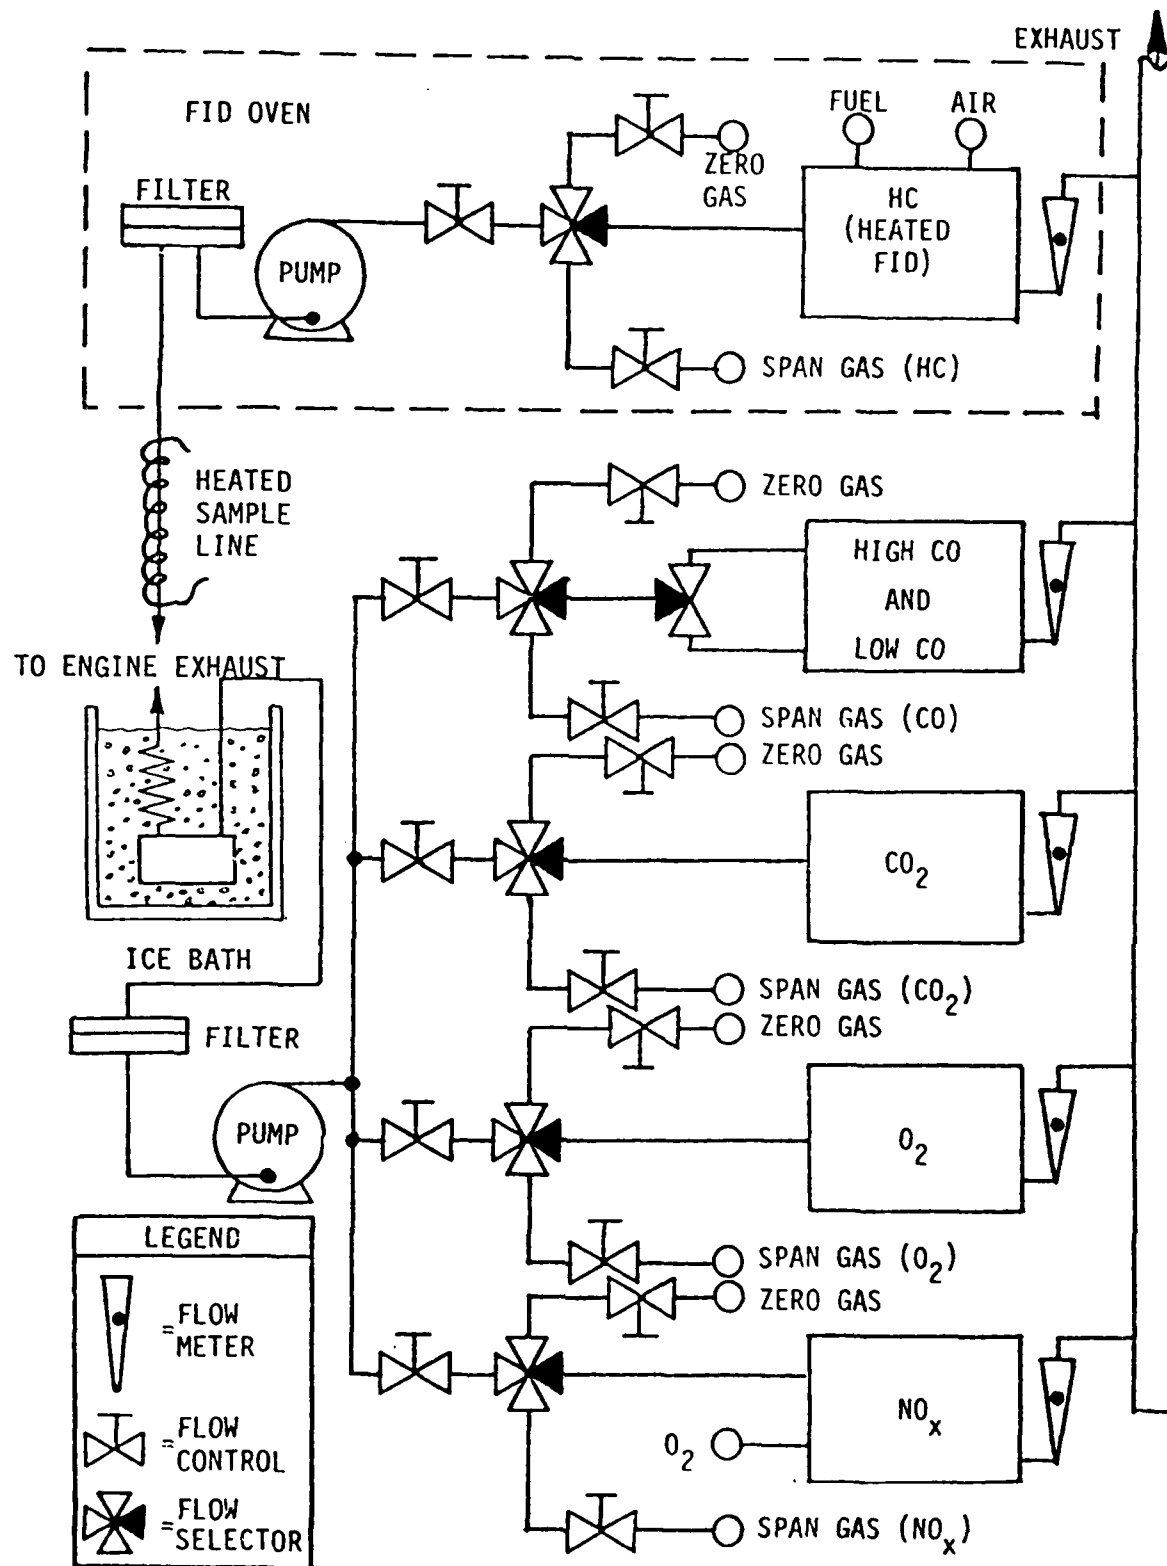 EXHAUST
FID OVEN
FUEL
AIR
ZERO
GAS
FILTER
HC
(HEATED
FID)
PUMP
SPAN GAS (HC)
HEATED
SAMPLE
LINE
ZERO GAS
HIGH CO
AND
LOW CO
TO ENGINE EXHAUST
SPAN GAS (CO)
ZERO GAS
CO2
ICE BATH
SPAN GAS (CO2)
ZERO GAS
FILTER
PUMP
O2
LEGEND
SPAN GAS (O2)
ZERO GAS
=FLOW
METER
NOx
O2
=FLOW
CONTROL
=FLOW
SELECTOR
SPAN GAS (NOx)